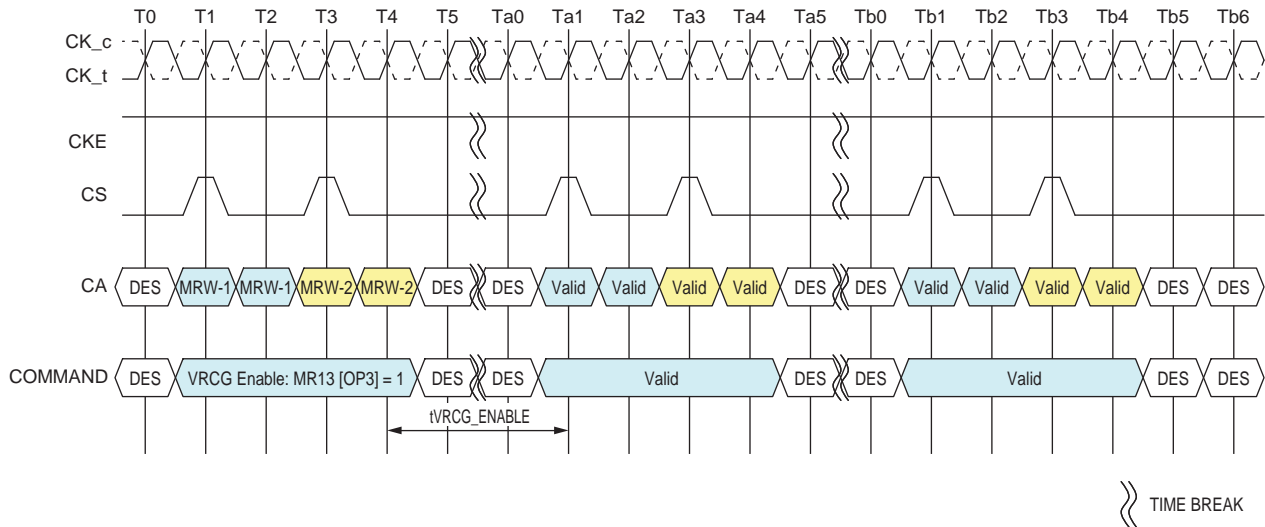 T0 T1 T2 T3 T4 T5 Ta0 Ta1 Ta2 Ta3 Ta4 Ta5 Tb0 Tb1 Tb2 Tb3 Tb4 Tb5 Tb6
CK_c
CK_t
CKE
CS
CA DES MRW-1 MRW-1 MRW-2 MRW-2 DES DES Valid Valid Valid Valid DES DES Valid Valid Valid Valid DES DES
COMMAND DES VRCG Enable: MR13 [OP3] = 1 DES DES Valid DES DES Valid DES DES
tVRCG_ENABLE
TIME BREAK